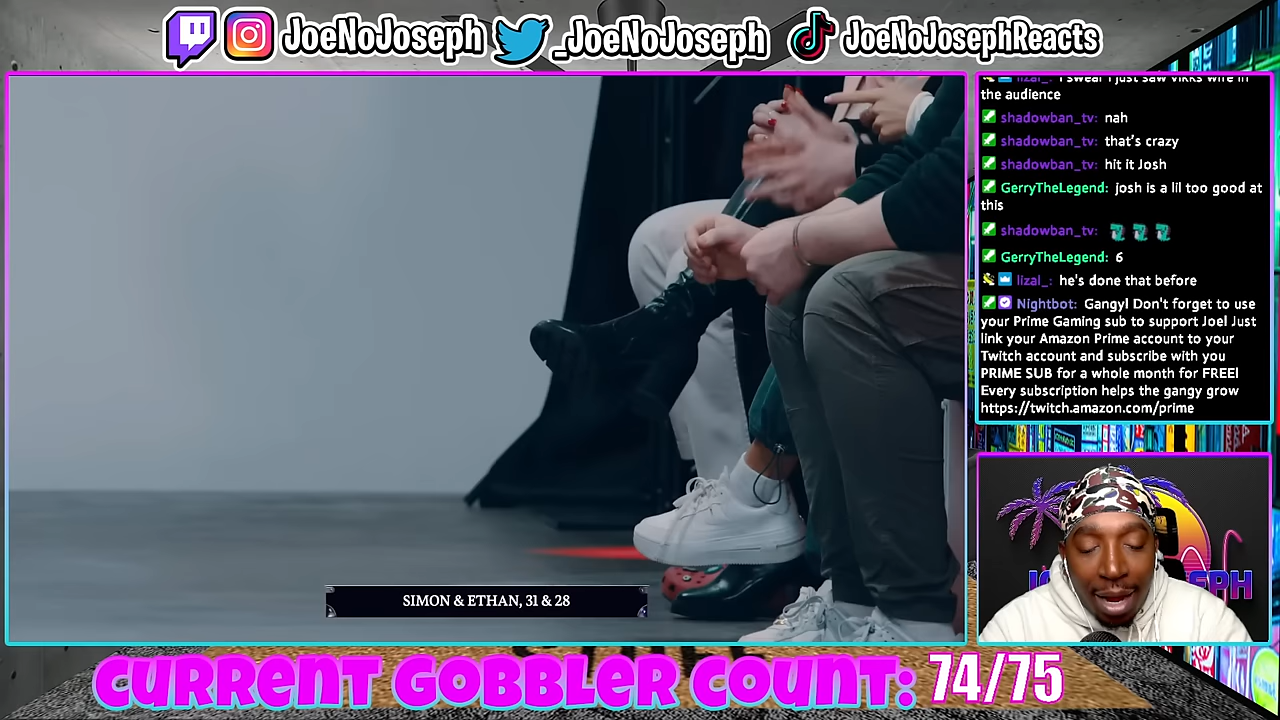 JoeNoJoseph
_JoeNoJoseph
JoeNoJosephReacts
lizal_: I swear I just saw vikks wife in
the audience
shadowban_tv: nah
shadowban_tv: that's crazy
shadowban_tv: hit it Josh
GerryTheLegend: josh is a lil too good at
this
shadowban_tv:
GerryTheLegend: 6
lizal_: he's done that before
Nightbot: Gangy! Don't forget to use
your Prime Gaming sub to support Joe! Just
link your Amazon Prime account to your
Twitch account and subscribe with you
PRIME SUB for a whole month for FREE!
Every subscription helps the gangy grow
https://twitch.amazon.com/prime
SIMON & ETHAN, 31 & 28
CURRENT GOBBLER COUNT: 74/75